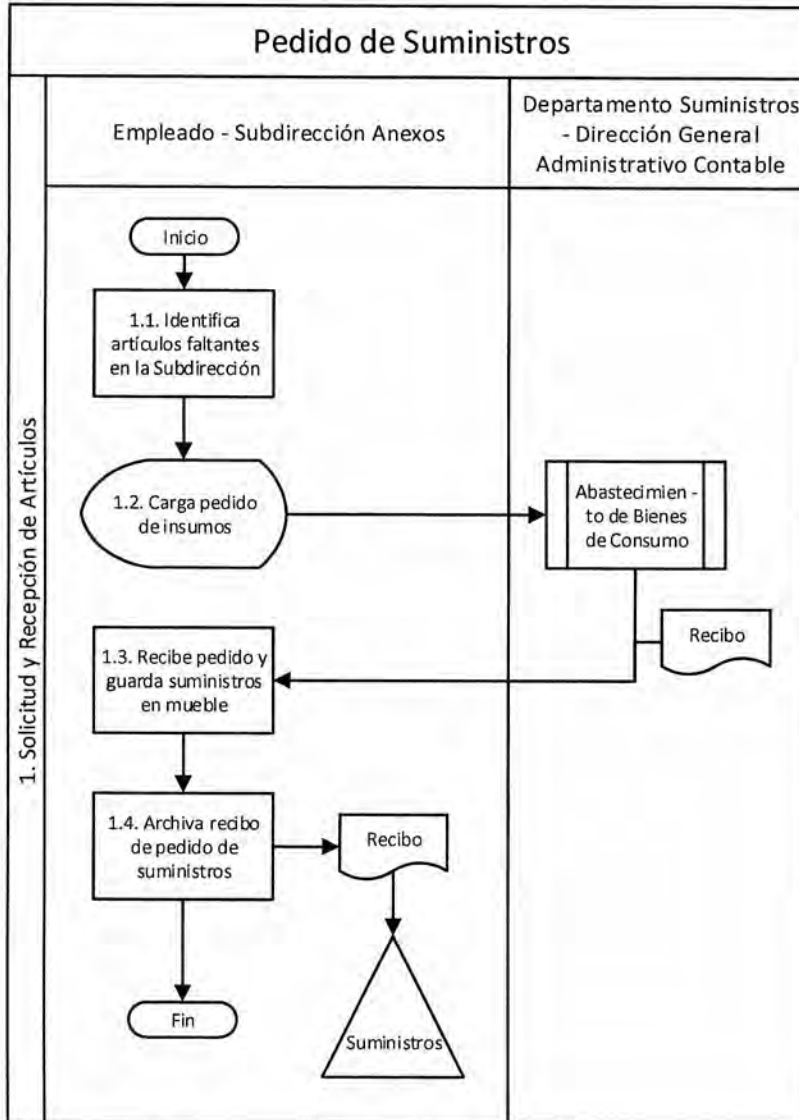 Pedido de Suministros
Empleado - Subdirección Anexos
Departamento Suministros
- Dirección General
Administrativo Contable
1. Solicitud y Recepción de Artículos
Inicio
1.1. Identifica
artículos faltantes
en la Subdirección
1.2. Carga pedido
de insumos
Abastecimien -
to de Bienes
de Consumo
Recibo
1.3. Recibe pedido y
guarda suministros
en mueble
1.4. Archiva recibo
de pedido de
suministros
Recibo
Suministros
Fin